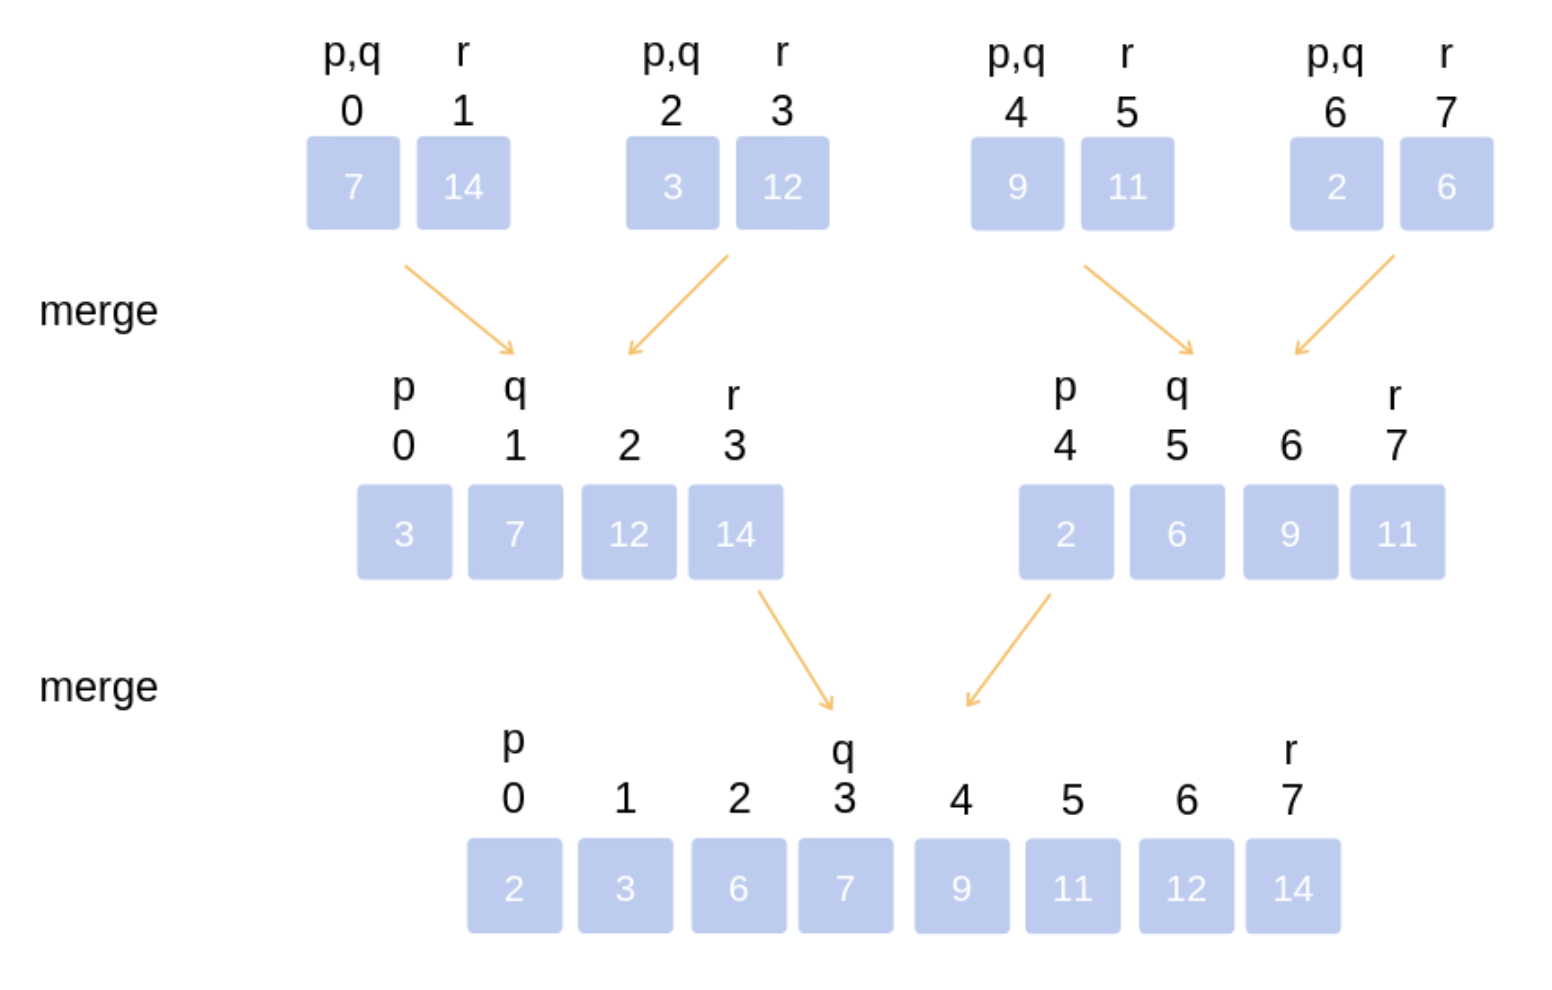 p,q r p,q r p,q r p,q r
0 1 2 3 4 5 6 7
7 14 3 12 9 11 2 6
merge
p q r p q r
0 1 2 3 4 5 6 7
3 7 12 14 2 6 9 11
merge
p q r
0 1 2 3 4 5 6 7
2 3 6 7 9 11 12 14